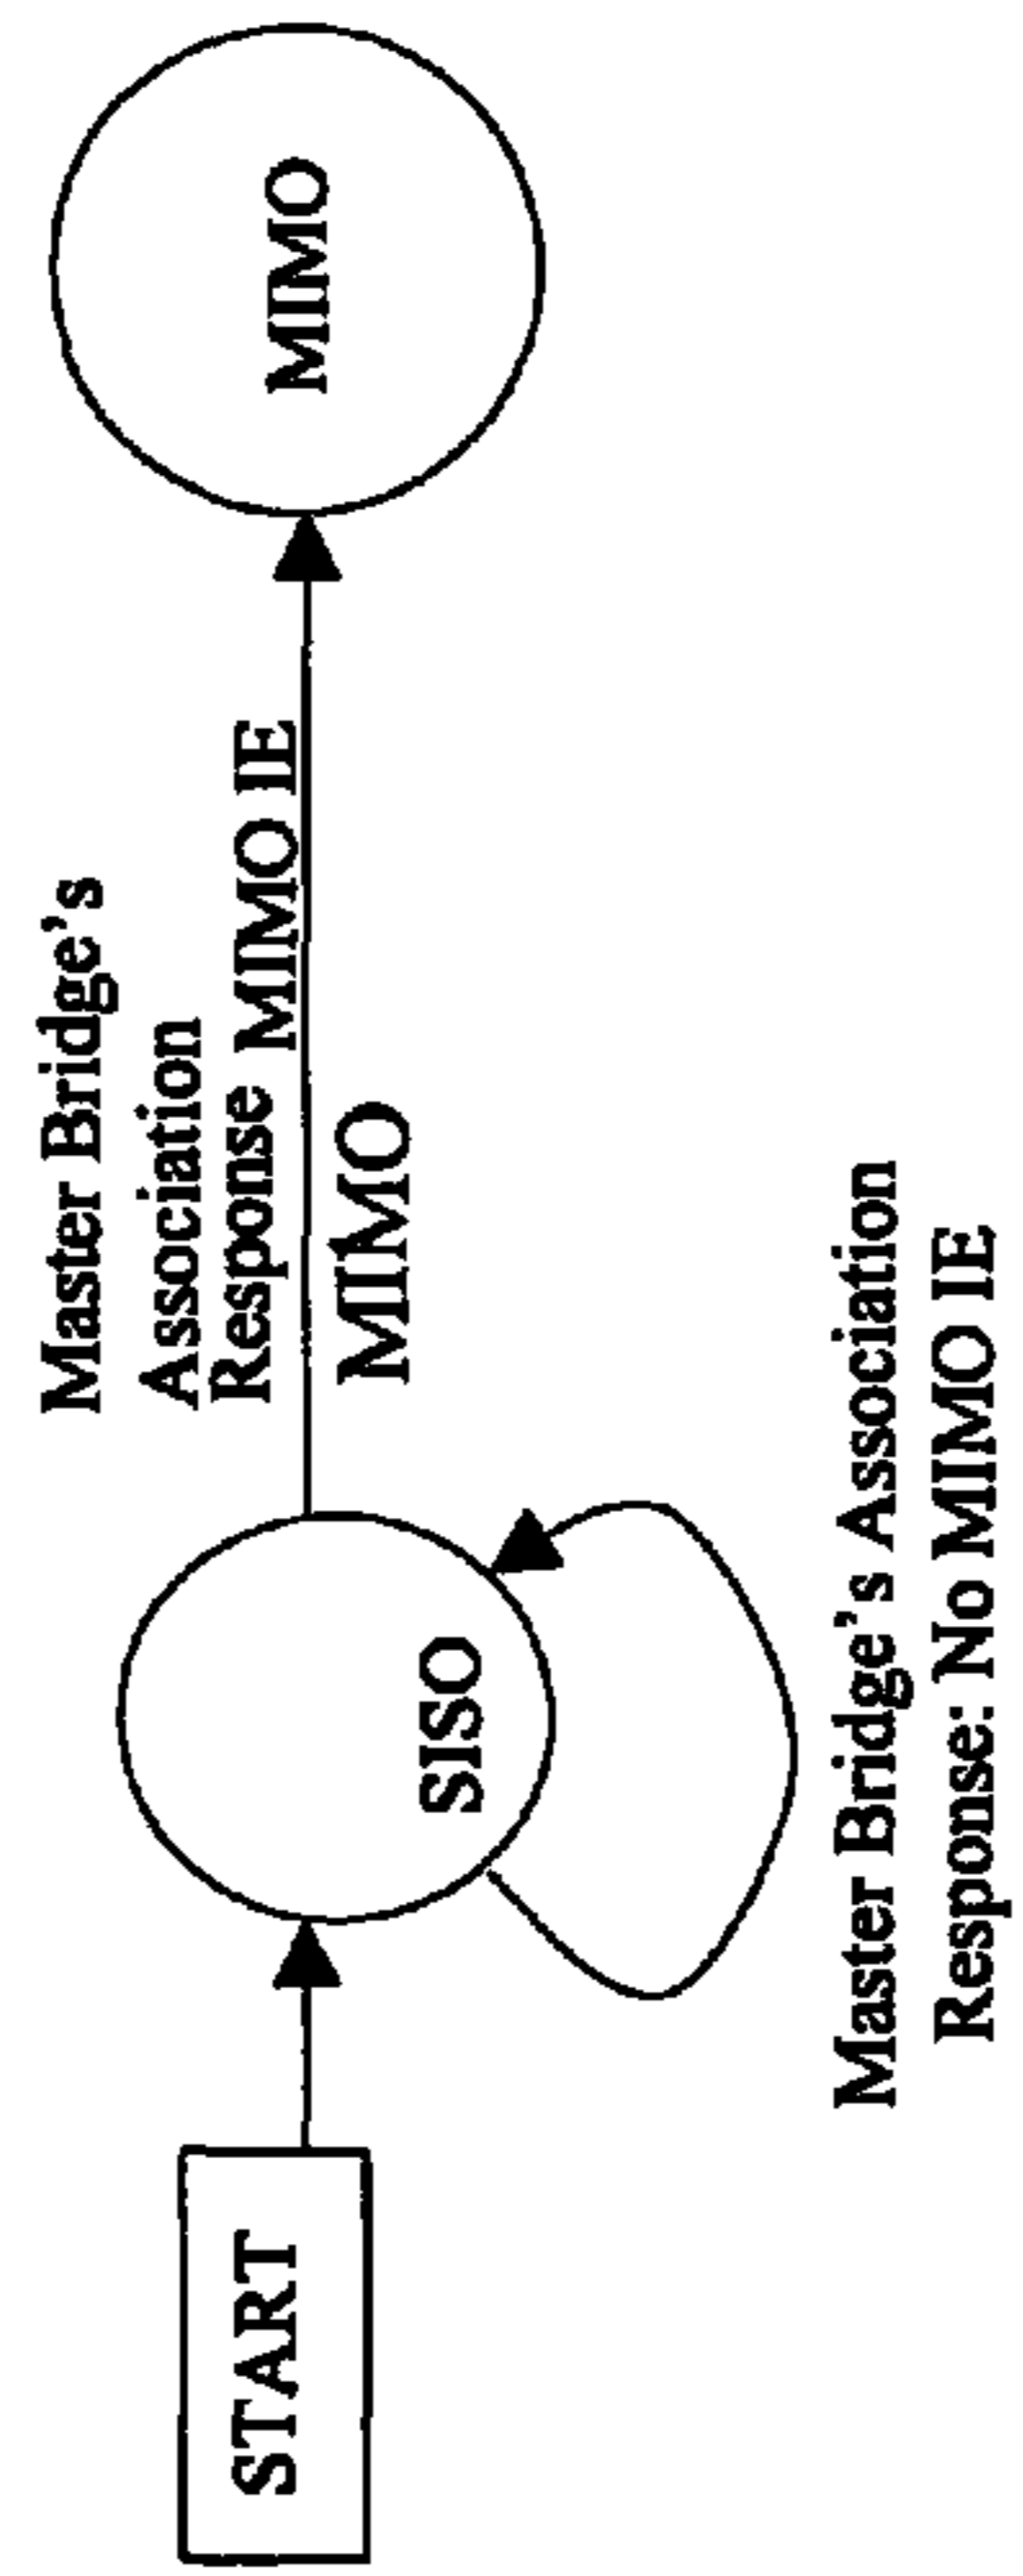 START
SISO
Master Bridge's
Association
Response MIMO IE
MIMO
MIMO
Master Bridge's Association
Response: No MIMO IE